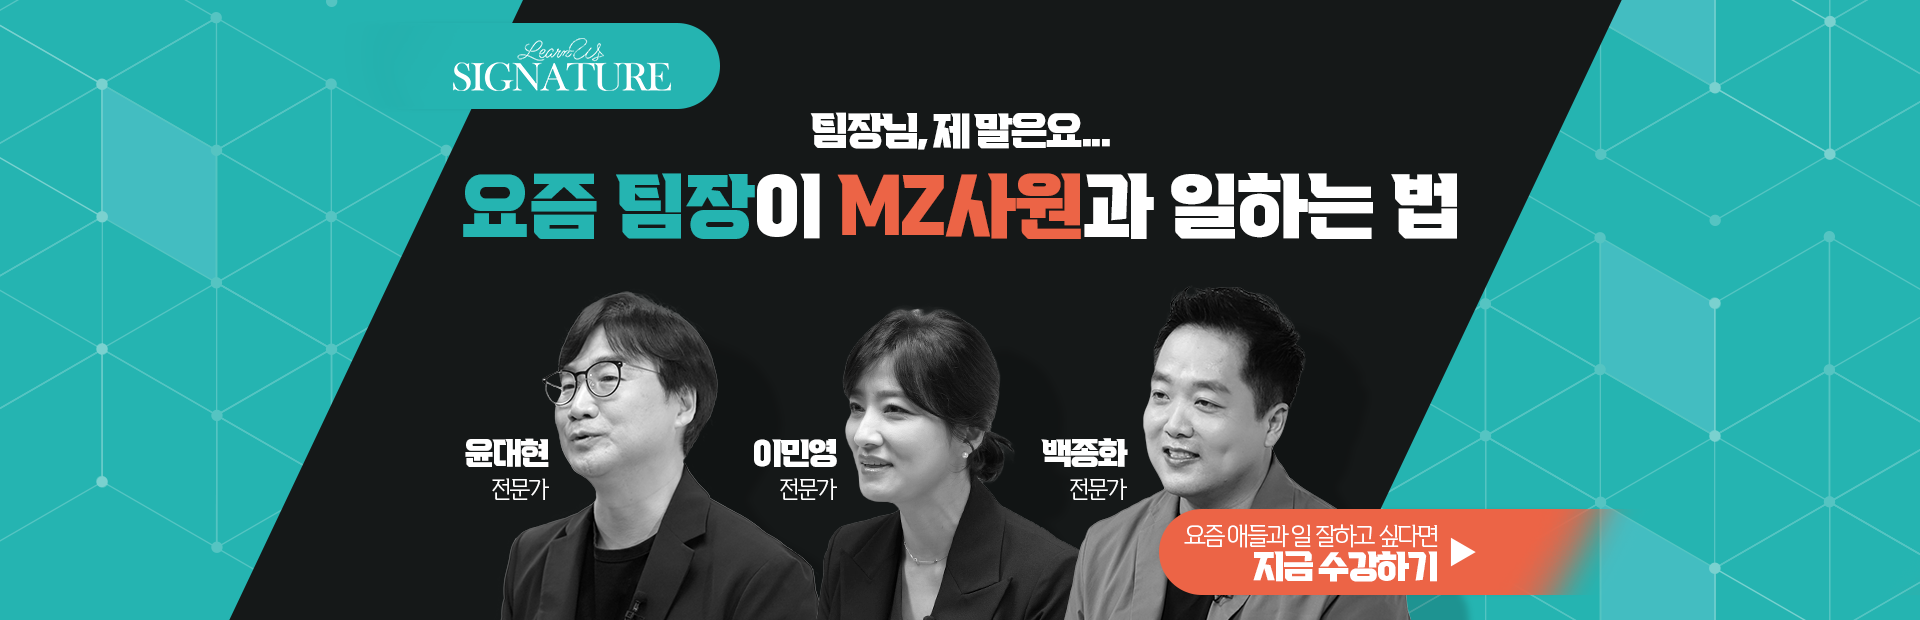 Learn Us
SIGNATURE
팀장님, 제 말은요...
요즘 팀장이 MZ사원과 일하는 법
윤대현
전문가
이민영
전문가
백종화
전문가
요즘 애들과 일 잘하고 싶다면
지금 수강하기